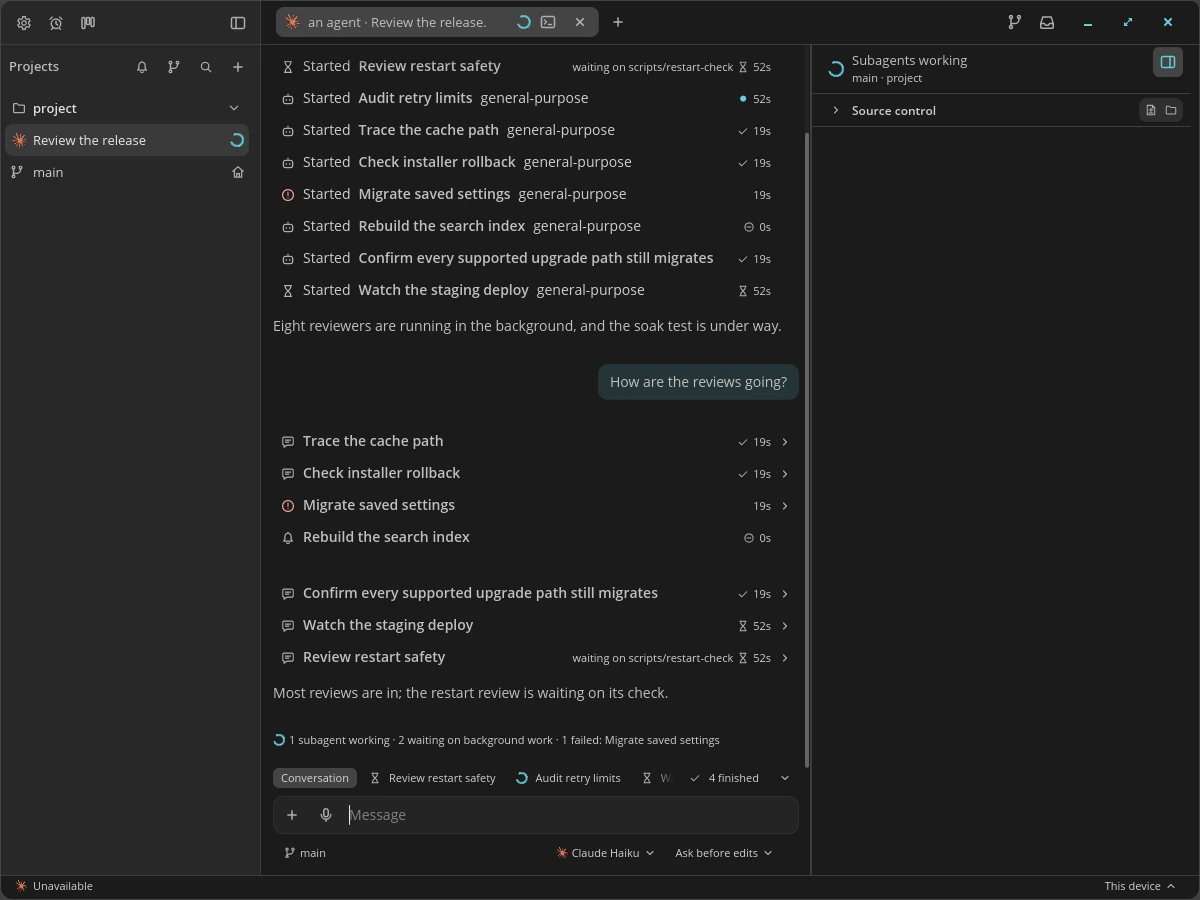 an agent · Review the release.
Projects
project
Review the release
main
Started Review restart safety waiting on scripts/restart-check 52s
Started Audit retry limits general-purpose 52s
Started Trace the cache path general-purpose 19s
Started Check installer rollback general-purpose 19s
Started Migrate saved settings general-purpose 19s
Started Rebuild the search index general-purpose 0s
Started Confirm every supported upgrade path still migrates 19s
Started Watch the staging deploy general-purpose 52s
Eight reviewers are running in the background, and the soak test is under way.
How are the reviews going?
Trace the cache path 19s
Check installer rollback 19s
Migrate saved settings 19s
Rebuild the search index 0s
Confirm every supported upgrade path still migrates 19s
Watch the staging deploy 52s
Review restart safety waiting on scripts/restart-check 52s
Most reviews are in; the restart review is waiting on its check.
1 subagent working · 2 waiting on background work · 1 failed: Migrate saved settings
Conversation Review restart safety Audit retry limits 4 finished
Message
main Claude Haiku Ask before edits
Subagents working
main · project
Source control
Unavailable
This device